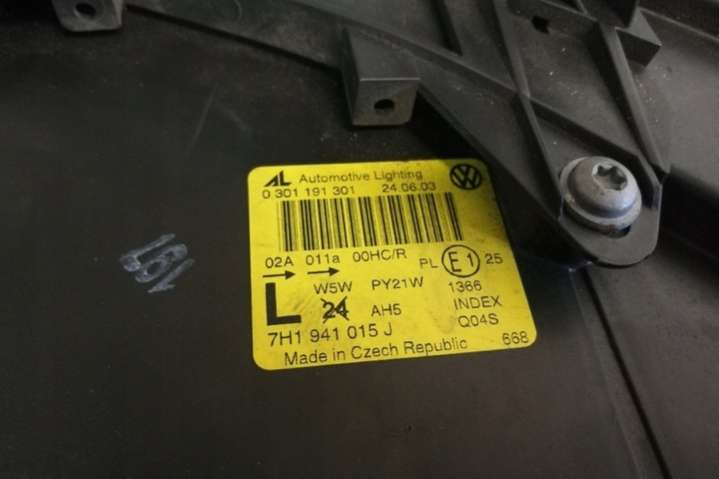 AL Automotive Lighting
0 301 191 301 24.06.03
02A 011a 00HC/R PL E1 25
W5W PY21W 1366
L 24 AH5 INDEX
7H1 941 015 J Q04S
Made in Czech Republic 668